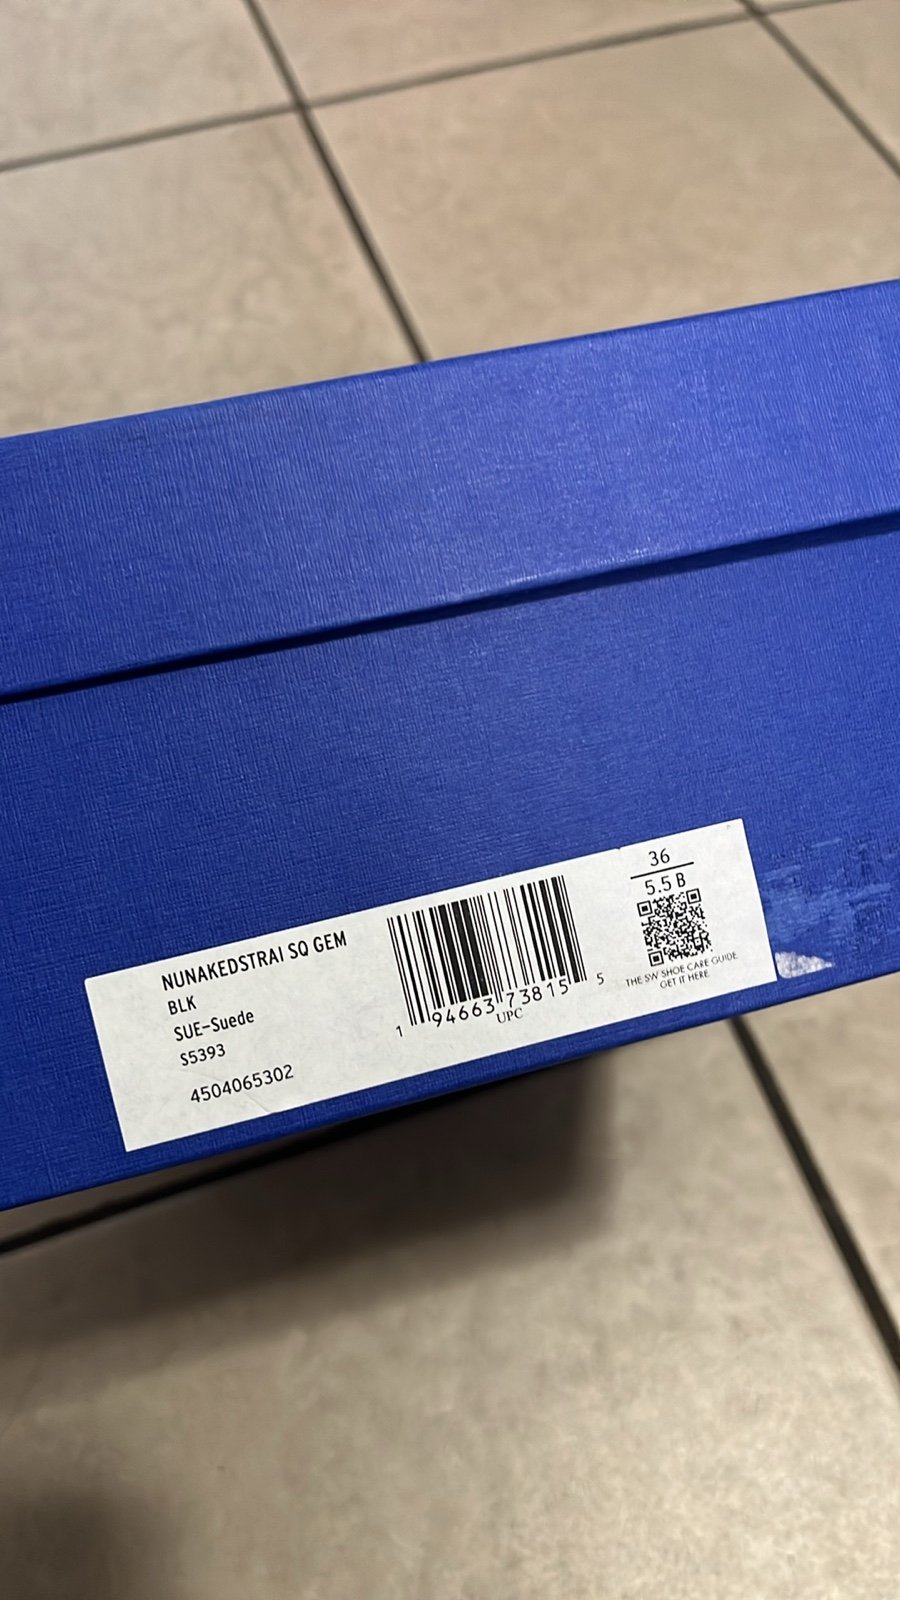 NUNAKEDSTRAI SQ GEM
BLK
SUE-Suede
S5393
4504065302
1 94663 73815 5
UPC
36
5.5 B
THE SW SHOE CARE GUIDE
GET IT HERE